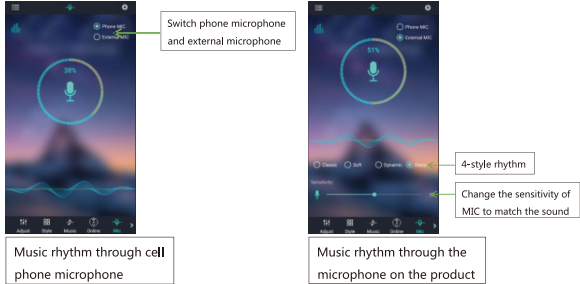 Phone MIC
External MIC
Switch phone microphone
and external microphone
38%
Adjust
Style
Music
Online
Mic
Music rhythm through cell
phone microphone
Phone MIC
External MIC
51%
Classic
Soft
Dynamic
Disco
4-style rhythm
Sensitivity
Change the sensitivity of
MIC to match the sound
Adjust
Style
Music
Online
Mic
Music rhythm through the
microphone on the product